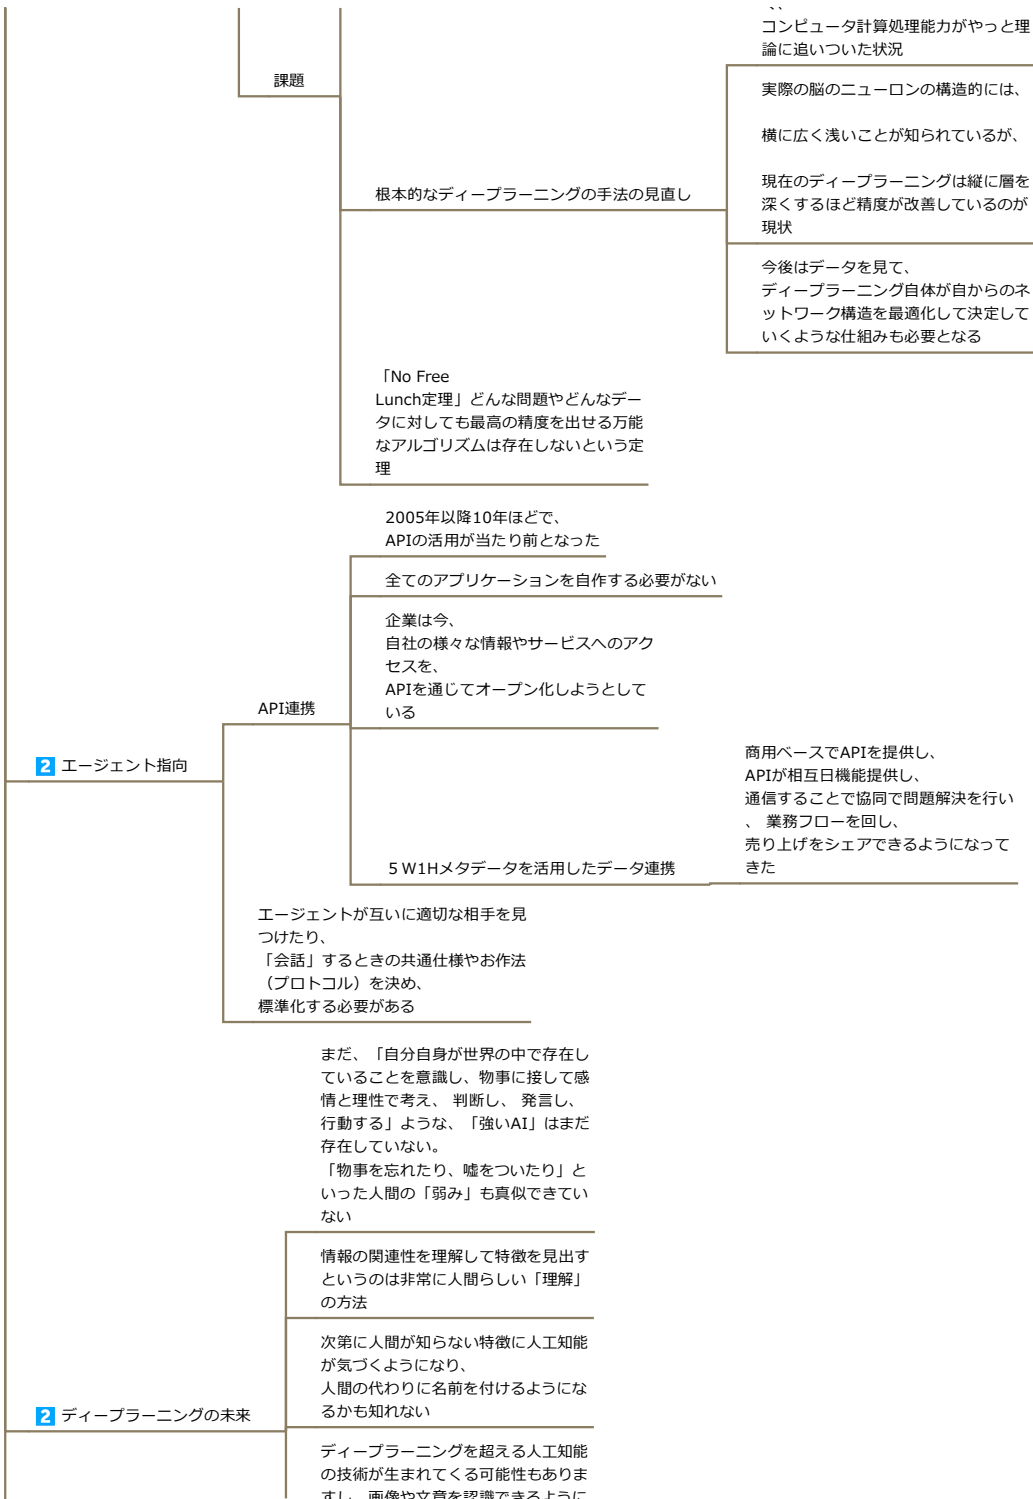 コンピュータ計算処理能力がやっと理
論に追いついた状況
課題
実際の脳のニューロンの構造的には、
横に広く浅いことが知られているが、
現在のディープラーニングは縦に層を
深くするほど精度が改善しているのが
現状
根本的なディープラーニングの手法の見直し
今後はデータを見て、
ディープラーニング自体が自からのネ
ットワーク構造を最適化して決定して
いくような仕組みも必要となる
「No Free
Lunch定理」どんな問題やどんなデー
タに対しても最高の精度を出せる万能
なアルゴリズムは存在しないという定
理
2005年以降10年ほどで、
APIの活用が当たり前となった
全てのアプリケーションを自作する必要がない
企業は今、
自社の様々な情報やサービスへのアク
セスを、
APIを通じてオープン化しようとして
いる
API連携
2 エージェント指向
商用ベースでAPIを提供し、
APIが相互日機能提供し、
通信することで協同で問題解決を行い
、 業務フローを回し、
売り上げをシェアできるようになって
きた
５W1Hメタデータを活用したデータ連携
エージェントが互いに適切な相手を見
つけたり、
「会話」するときの共通仕様やお作法
（プロトコル）を決め、
標準化する必要がある
まだ、「自分自身が世界の中で存在し
ていることを意識し、物事に接して感
情と理性で考え、 判断し、 発言し、
行動する」ような、「強いAI」はまだ
存在していない。
「物事を忘れたり、嘘をついたり」と
いった人間の「弱み」も真似できてい
ない
情報の関連性を理解して特徴を見出す
というのは非常に人間らしい「理解」
の方法
次第に人間が知らない特徴に人工知能
が気づくようになり、
人間の代わりに名前を付けるようにな
るかも知れない
2 ディープラーニングの未来
ディープラーニングを超える人工知能
の技術が生まれてくる可能性もありま
すし、画像や文章を認識できるように